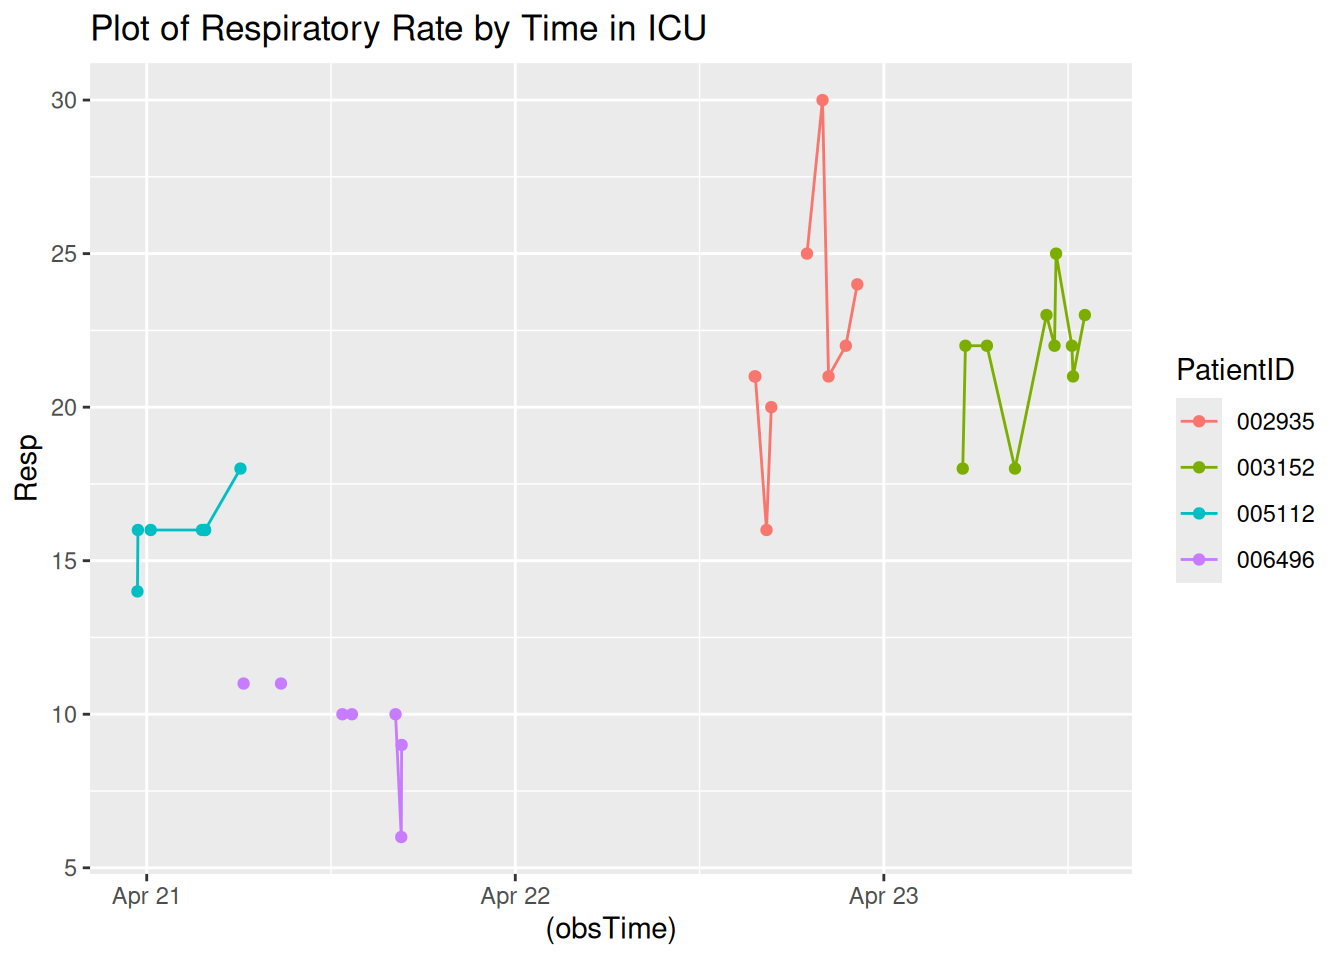 Plot of Respiratory Rate by Time in ICU
30
25
20
15
10
5
Resp
Apr 21
Apr 22
Apr 23
(obsTime)
PatientID
002935
003152
005112
006496